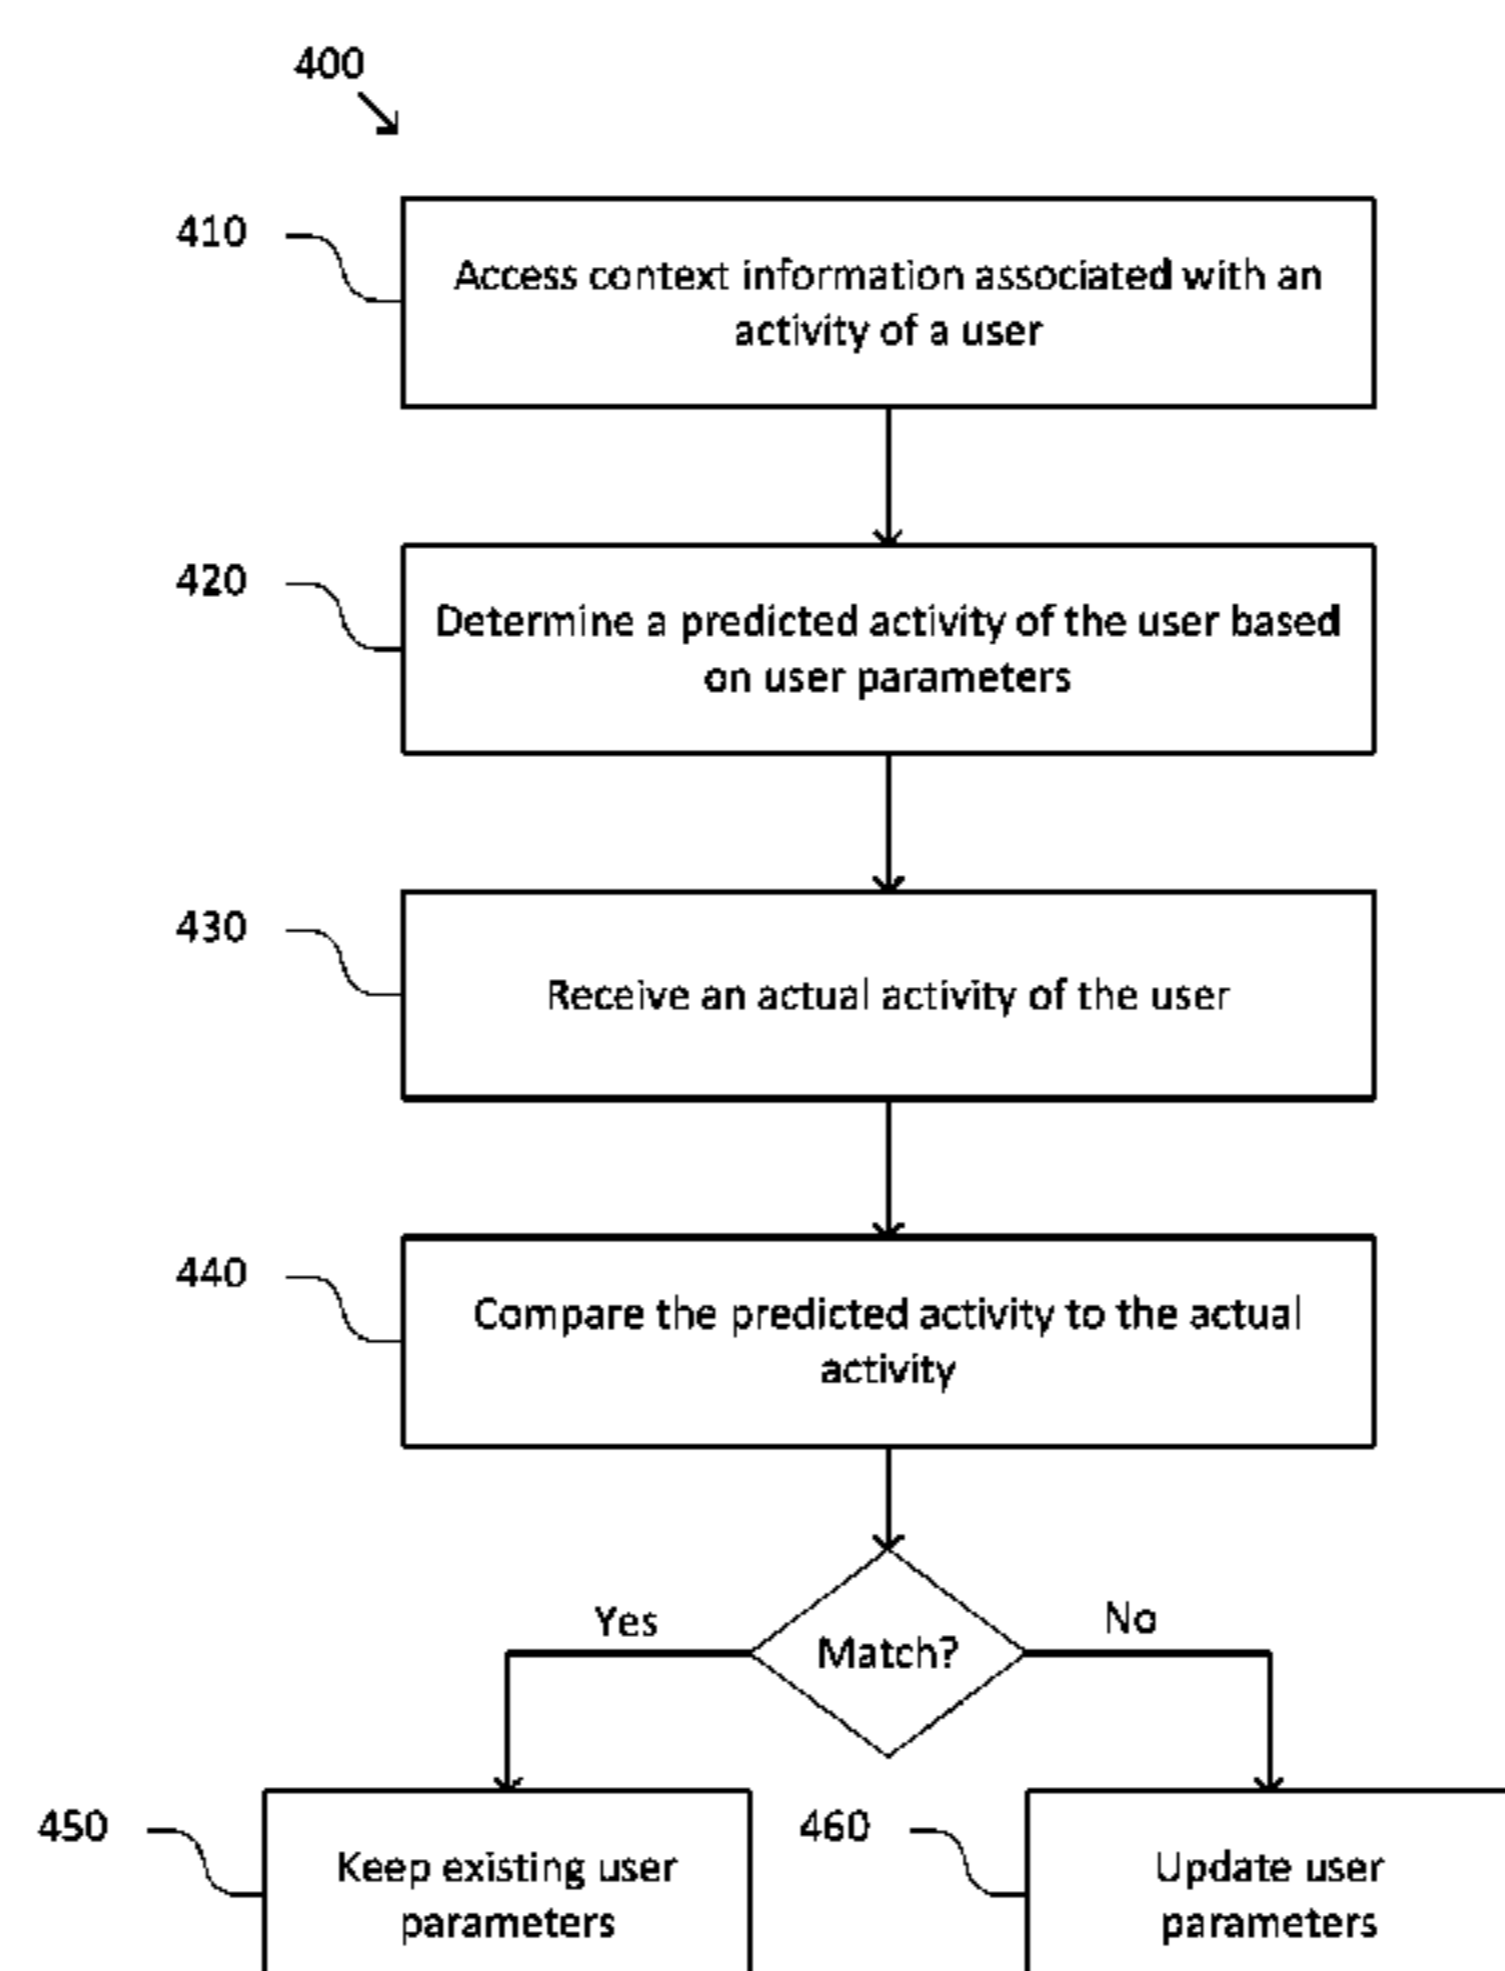 400
410
Access context information associated with an
activity of a user
420
Determine a predicted activity of the user based
on user parameters
430
Receive an actual activity of the user
440
Compare the predicted activity to the actual
activity
Yes
Match?
No
450
Keep existing user
parameters
460
Update user
parameters